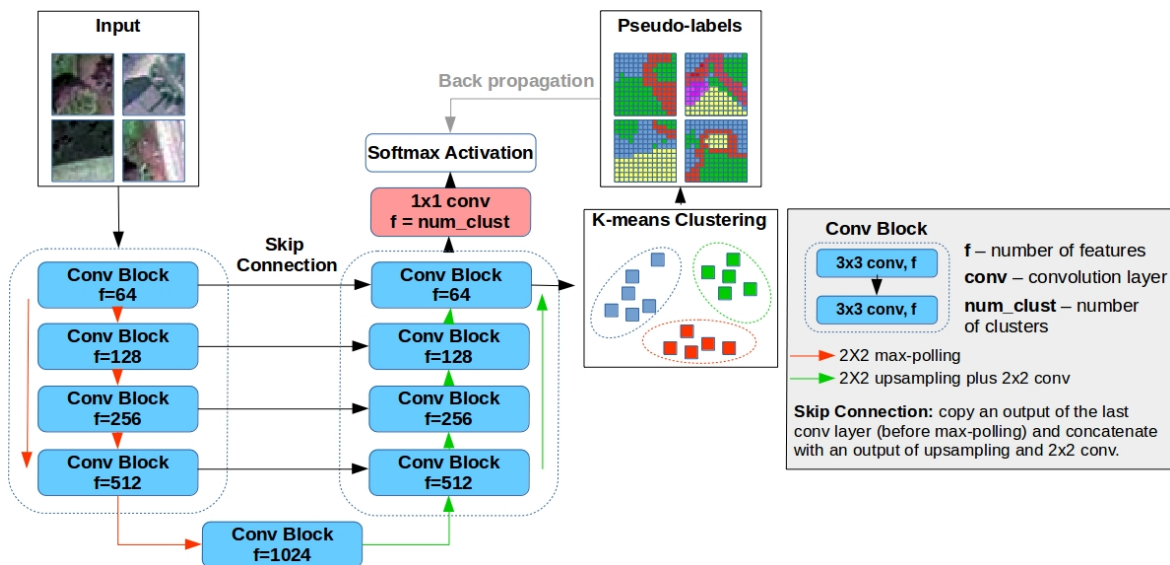 Input
Pseudo-labels
Back propagation
Softmax Activation
1x1 conv
f = num_clust
K-means Clustering
Skip
Connection
Conv Block
f=64
Conv Block
f=128
Conv Block
f=256
Conv Block
f=512
Conv Block
f=1024
Conv Block
f=64
Conv Block
f=128
Conv Block
f=256
Conv Block
f=512
Conv Block
3x3 conv, f
3x3 conv, f
f – number of features
conv – convolution layer
num_clust – number
of clusters
2X2 max-polling
2X2 upsampling plus 2x2 conv
Skip Connection: copy an output of the last
conv layer (before max-polling) and concatenate
with an output of upsampling and 2x2 conv.